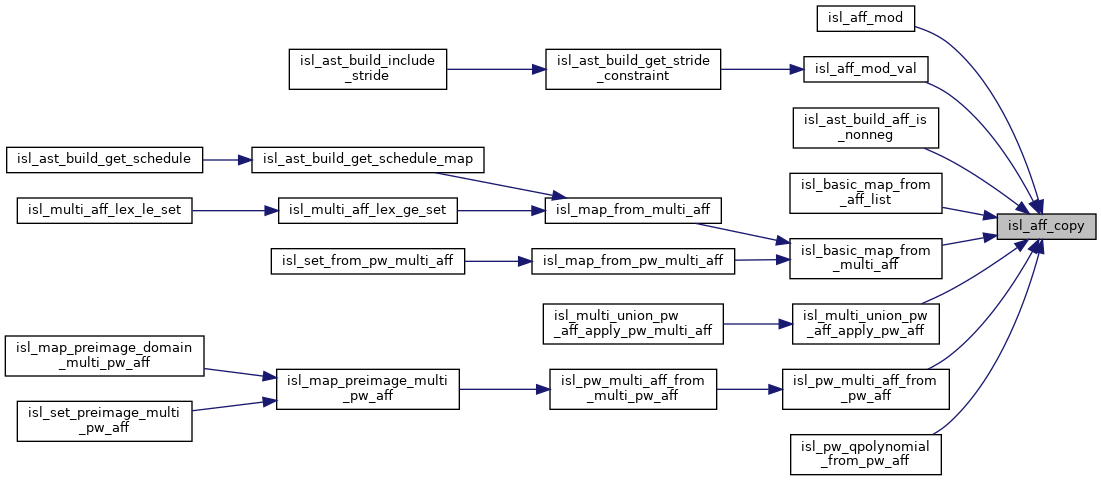 isl_aff_mod
isl_ast_build_include
_stride
isl_ast_build_get_stride
_constraint
isl_aff_mod_val
isl_ast_build_aff_is
_nonneg
isl_ast_build_get_schedule
isl_ast_build_get_schedule_map
isl_basic_map_from
_aff_list
isl_multi_aff_lex_le_set
isl_multi_aff_lex_ge_set
isl_map_from_multi_aff
isl_aff_copy
isl_set_from_pw_multi_aff
isl_map_from_pw_multi_aff
isl_basic_map_from
_multi_aff
isl_multi_union_pw
_aff_apply_pw_multi_aff
isl_multi_union_pw
_aff_apply_pw_aff
isl_map_preimage_domain
_multi_pw_aff
isl_map_preimage_multi
_pw_aff
isl_pw_multi_aff_from
_multi_pw_aff
isl_pw_multi_aff_from
_pw_aff
isl_set_preimage_multi
_pw_aff
isl_pw_qpolynomial
_from_pw_aff